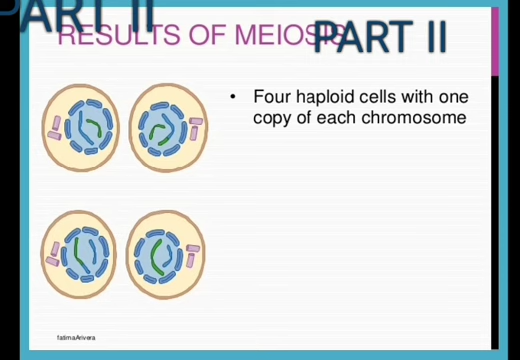 PART II
RESULTS OF MEIOSIS
PART II
• Four haploid cells with one
copy of each chromosome
fatimaArivera